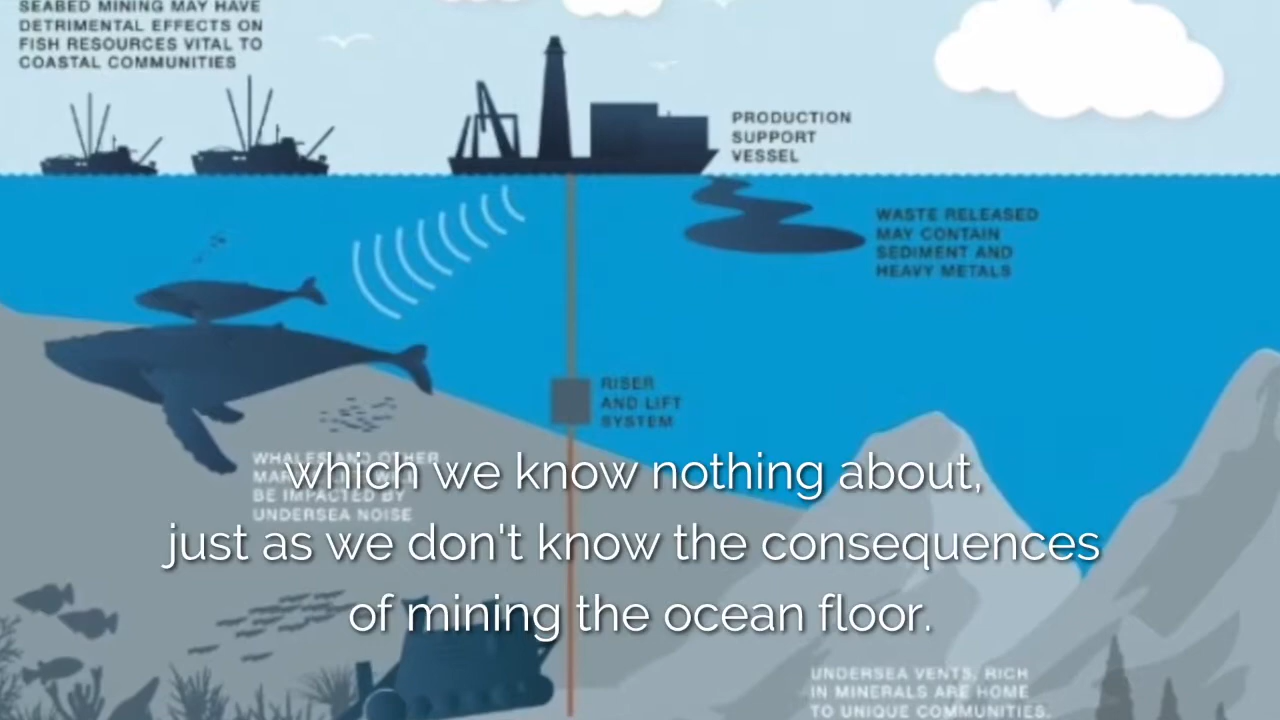 SEABED MINING MAY HAVE
DETRIMENTAL EFFECTS ON
FISH RESOURCES VITAL TO
COASTAL COMMUNITIES
PRODUCTION
SUPPORT
VESSEL
WASTE RELEASED
MAY CONTAIN
SEDIMENT AND
HEAVY METALS
RISER
AND LIFT
SYSTEM
WHALES AND OTHER
BE IMPACTED BY
UNDERSEA NOISE
which we know nothing about,
just as we don't know the consequences
of mining the ocean floor.
UNDERSEA VENTS, RICH
IN MINERALS ARE HOME
TO UNIQUE COMMUNITIES.